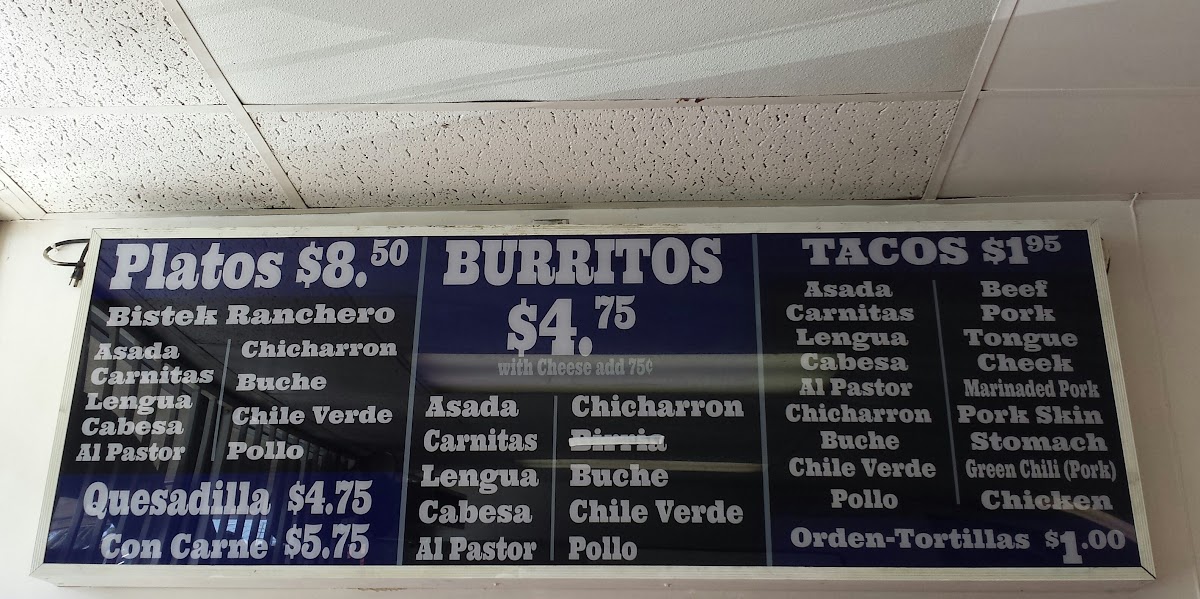 Platos $8.50
Bistek Ranchero
Asada
Carnitas
Lengua
Cabesa
Al Pastor
Chicharron
Buche
Chile Verde
Pollo
Quesadilla $4.75
Con Carne $5.75
BURRITOS
$4.75
with Cheese add 75¢
Asada
Carnitas
Lengua
Cabesa
Al Pastor
Chicharron
Birria
Buche
Chile Verde
Pollo
TACOS $1 95
Asada Beef
Carnitas Pork
Lengua Tongue
Cabesa Cheek
Al Pastor Marinaded Pork
Chicharron Pork Skin
Buche Stomach
Chile Verde Green Chili (Pork)
Pollo Chicken
Orden-Tortillas $1.00